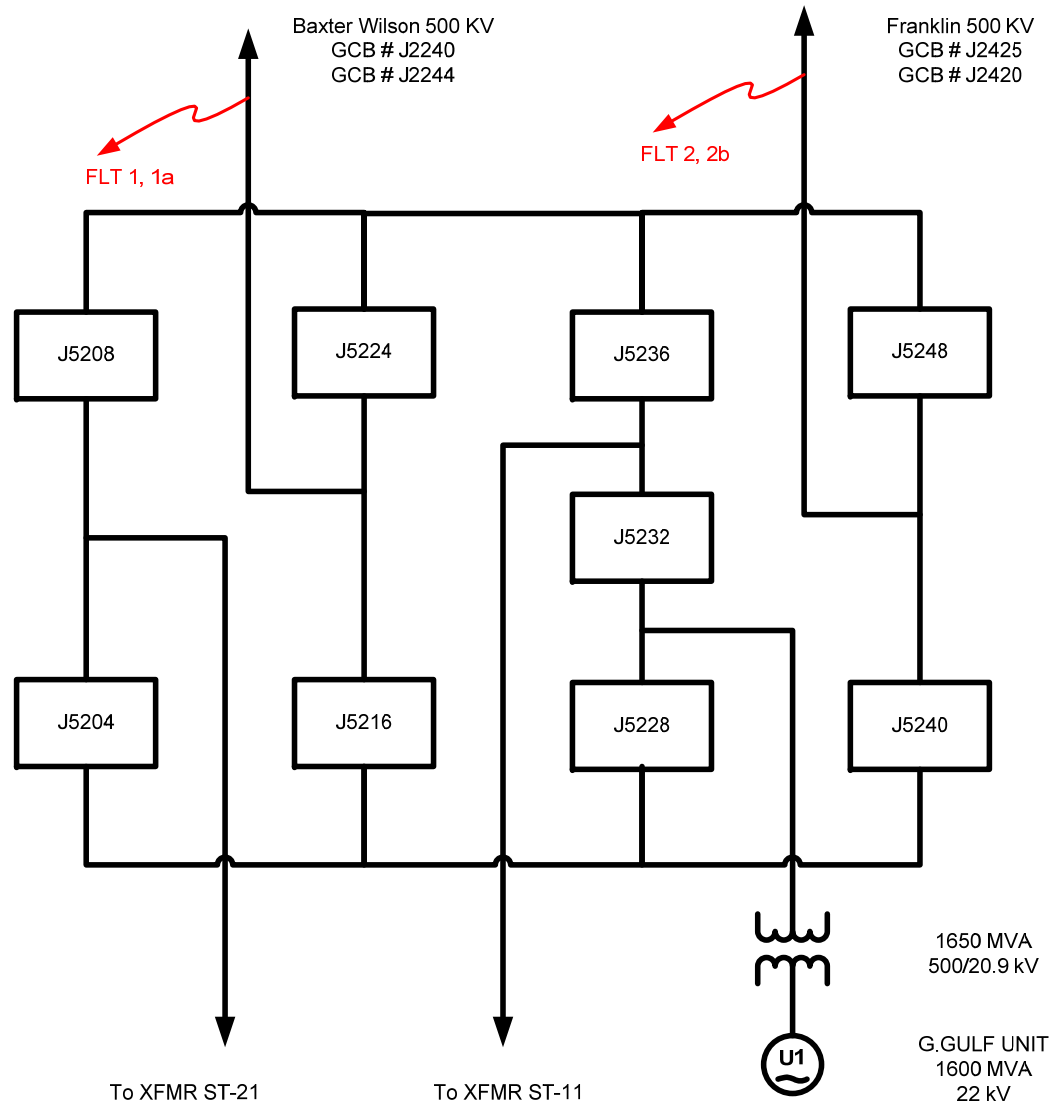 Baxter Wilson 500 KV
GCB # J2240
GCB # J2244
Franklin 500 KV
GCB # J2425
GCB # J2420
FLT 1, 1a
FLT 2, 2b
J5208
J5224
J5236
J5248
J5232
J5204
J5216
J5228
J5240
1650 MVA
500/20.9 kV
U1
G.GULF UNIT
1600 MVA
22 kV
To XFMR ST-21
To XFMR ST-11